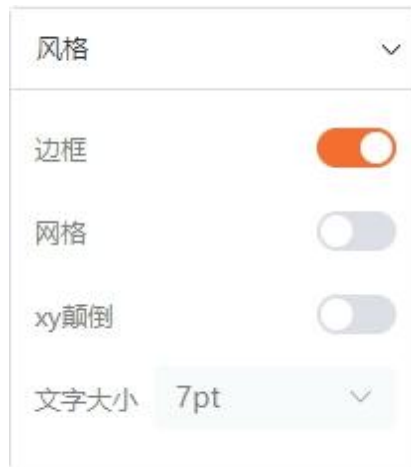 风格
边框
网格
xy颠倒
文字大小 7pt